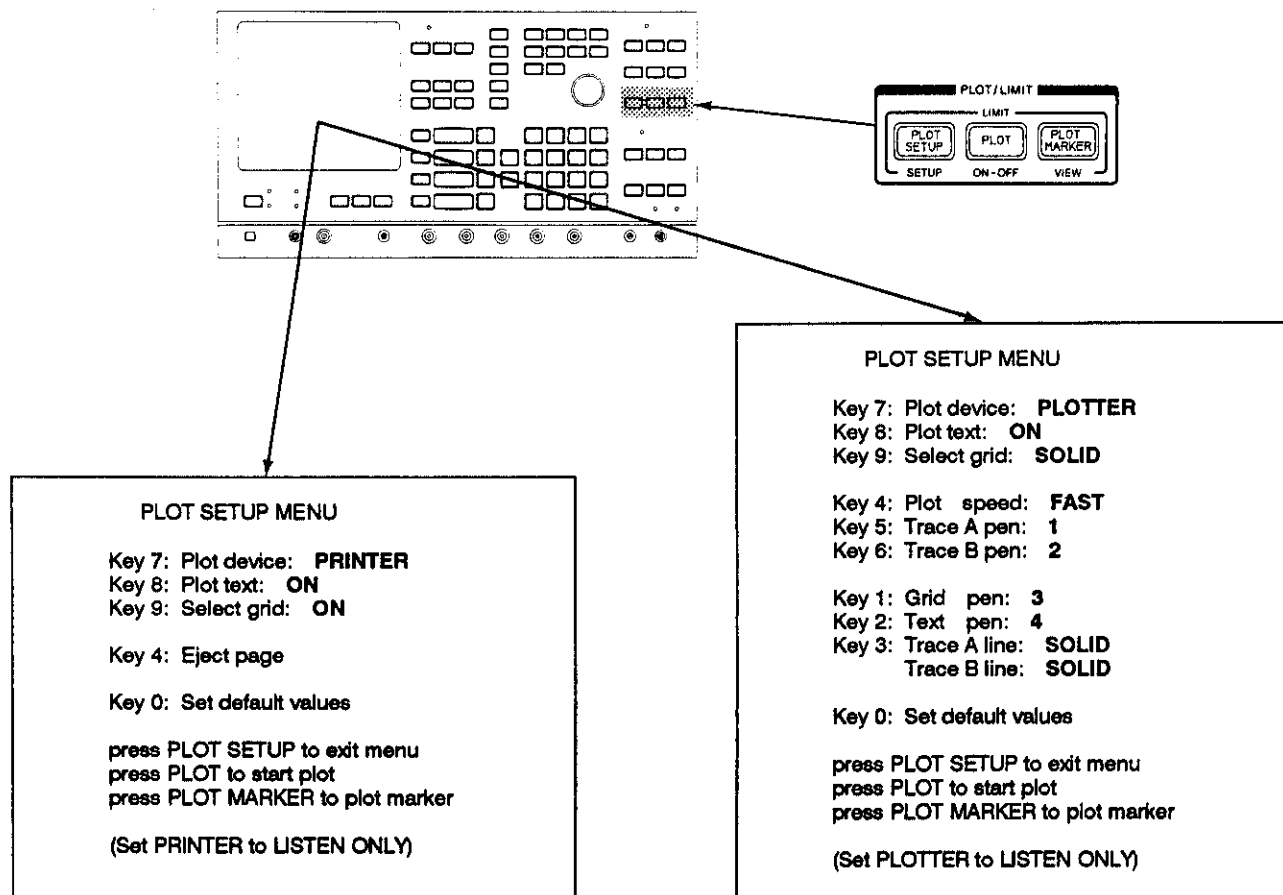 PLOT/LIMIT
LIMIT
PLOT SETUP
PLOT
PLOT MARKER
SETUP
ON-OFF
VIEW
PLOT SETUP MENU
Key 7: Plot device: PRINTER
Key 8: Plot text: ON
Key 9: Select grid: ON
Key 4: Eject page
Key 0: Set default values
press PLOT SETUP to exit menu
press PLOT to start plot
press PLOT MARKER to plot marker
(Set PRINTER to LISTEN ONLY)
PLOT SETUP MENU
Key 7: Plot device: PLOTTER
Key 8: Plot text: ON
Key 9: Select grid: SOLID
Key 4: Plot speed: FAST
Key 5: Trace A pen: 1
Key 6: Trace B pen: 2
Key 1: Grid pen: 3
Key 2: Text pen: 4
Key 3: Trace A line: SOLID
Trace B line: SOLID
Key 0: Set default values
press PLOT SETUP to exit menu
press PLOT to start plot
press PLOT MARKER to plot marker
(Set PLOTTER to LISTEN ONLY)